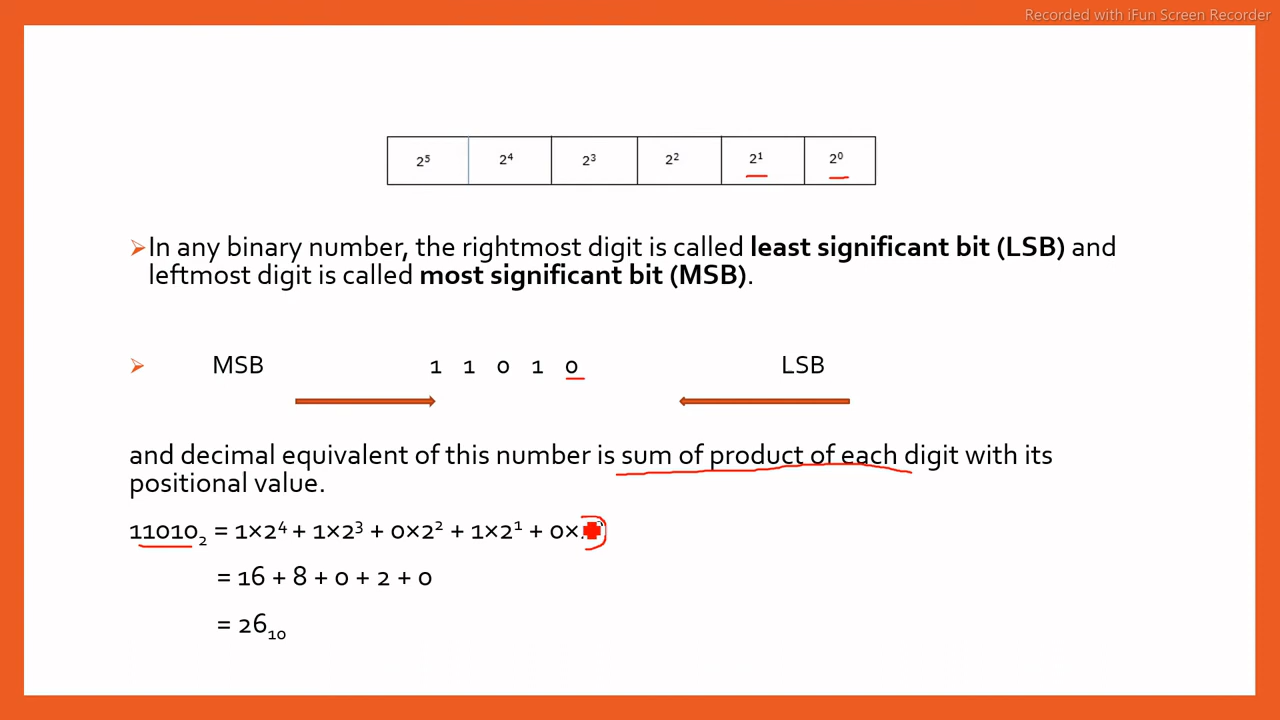 Recorded with iFun Screen Recorder
2⁵ 2⁴ 2³ 2² 2¹ 2⁰
➢In any binary number, the rightmost digit is called least significant bit (LSB) and
leftmost digit is called most significant bit (MSB).
➢ MSB 1 1 0 1 0 LSB
and decimal equivalent of this number is sum of product of each digit with its
positional value.
11010₂ = 1×2⁴ + 1×2³ + 0×2² + 1×2¹ + 0×
= 16 + 8 + 0 + 2 + 0
= 26₁₀